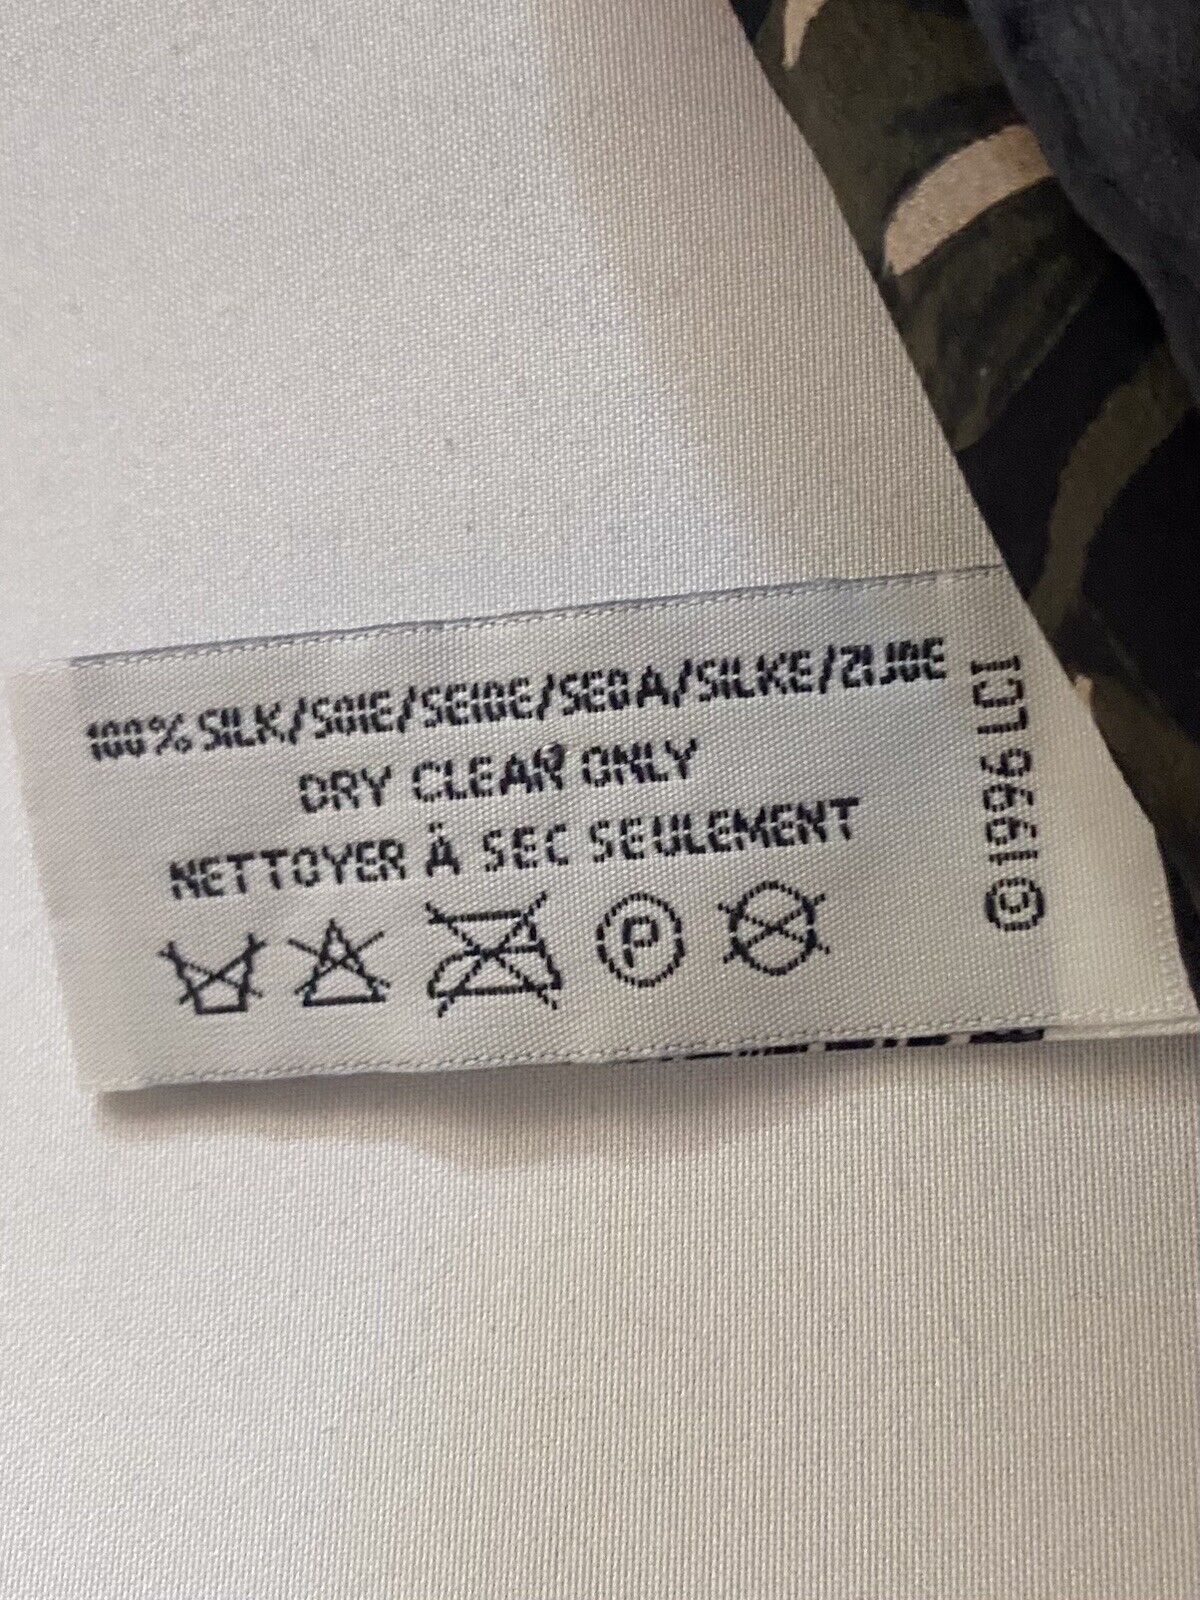 100% SILK/SOIE/SEIDE/SEDA/SILKE/ZIJDE
DRY CLEAN ONLY
NETTOYER À SEC SEULEMENT
P
©1996 LCI